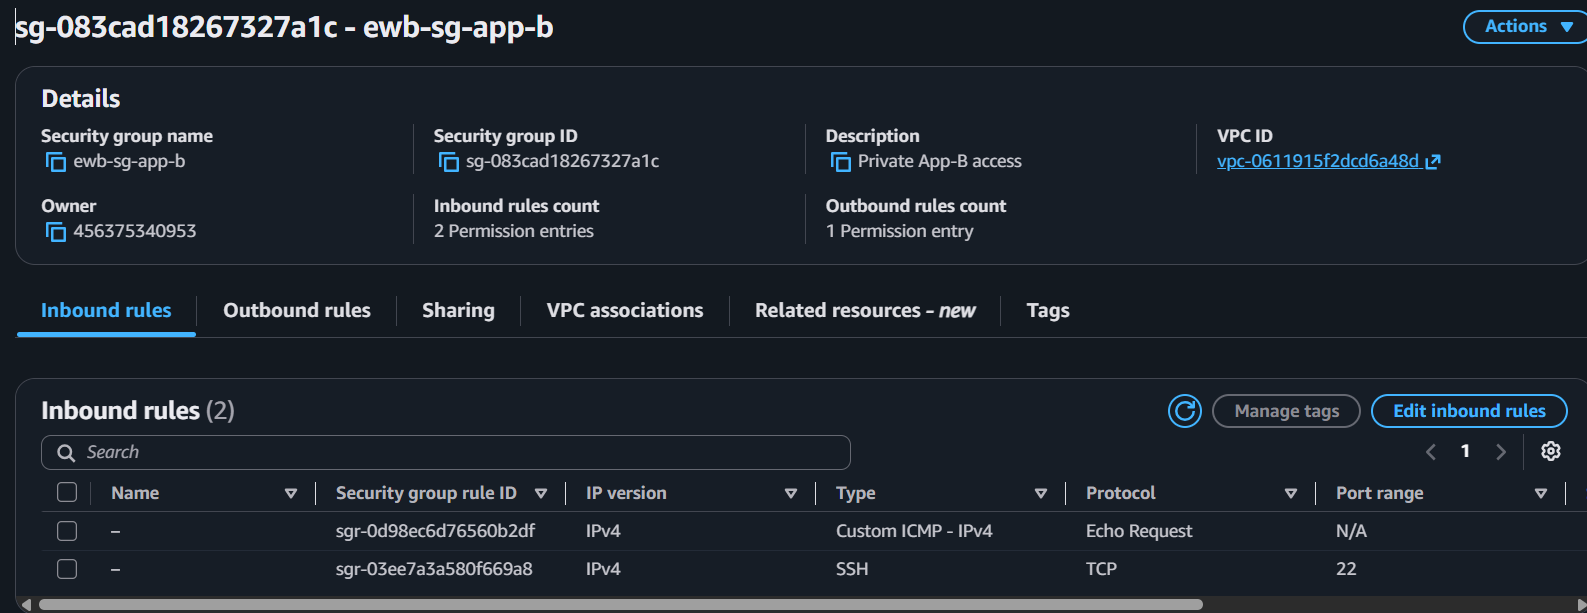 sg-083cad18267327a1c - ewb-sg-app-b
Actions
Details
Security group name
Security group ID
Description
VPC ID
ewb-sg-app-b
sg-083cad18267327a1c
Private App-B access
vpc-0611915f2dcd6a48d
Owner
Inbound rules count
Outbound rules count
456375340953
2 Permission entries
1 Permission entry
Inbound rules
Outbound rules
Sharing
VPC associations
Related resources - new
Tags
Inbound rules (2)
Manage tags
Edit inbound rules
Search
1
Name
Security group rule ID
IP version
Type
Protocol
Port range
– sgr-0d98ec6d76560b2df IPv4 Custom ICMP - IPv4 Echo Request N/A
– sgr-03ee7a3a580f669a8 IPv4 SSH TCP 22